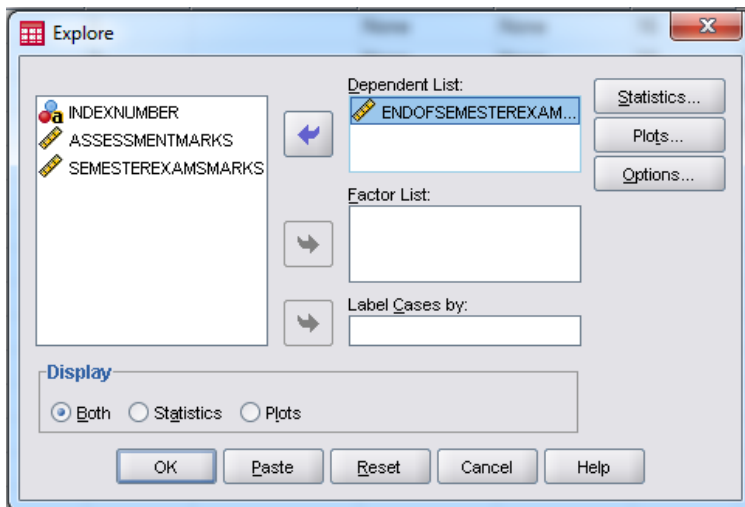 Explore
INDEXNUMBER
ASSESSMENTMARKS
SEMESTEREXAMSMARKS
Dependent List:
ENDOFSEMESTEREXAM...
Factor List:
Label Cases by:
Statistics...
Plots...
Options...
Display
Both Statistics Plots
OK Paste Reset Cancel Help